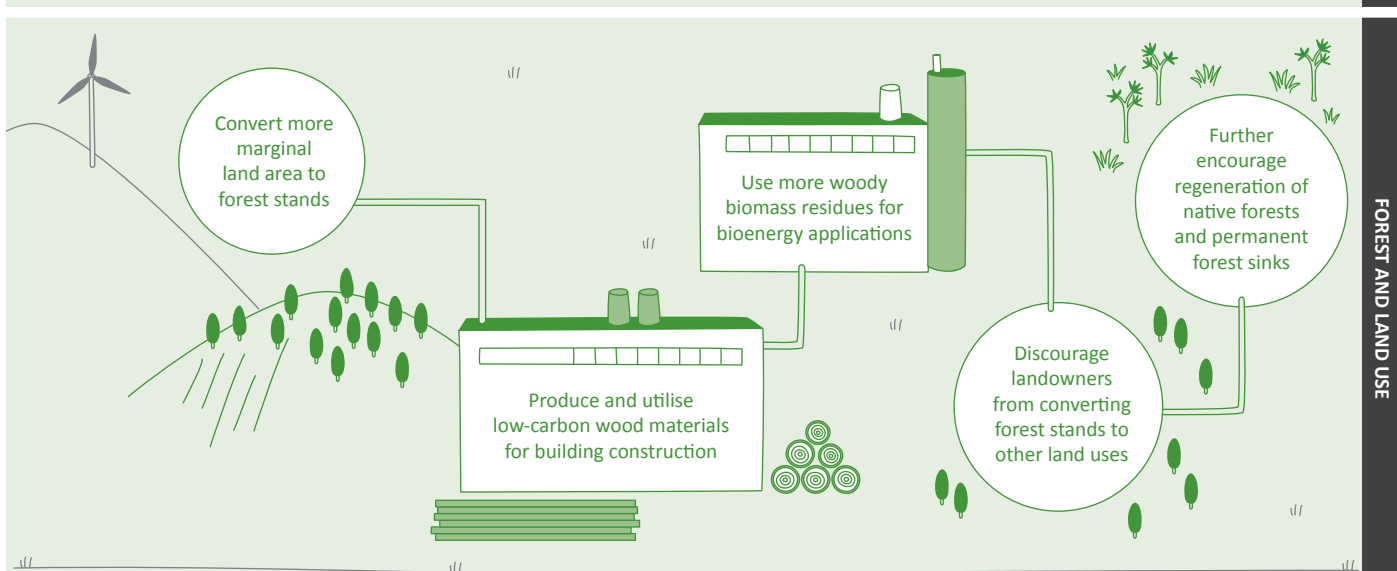 Convert more
marginal
land area to
forest stands
Produce and utilise
low-carbon wood materials
for building construction
Use more woody
biomass residues for
bioenergy applications
Discourage
landowners
from converting
forest stands to
other land uses
Further
encourage
regeneration of
native forests
and permanent
forest sinks
FOREST AND LAND USE